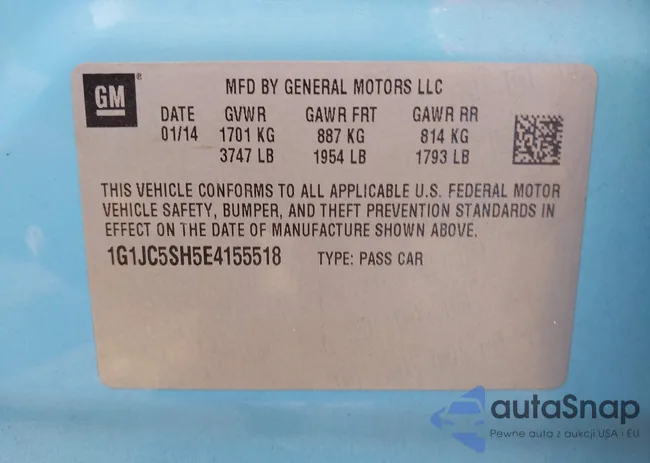 GM
MFD BY GENERAL MOTORS LLC
DATE GVWR GAWR FRT GAWR RR
01/14 1701 KG 887 KG 814 KG
3747 LB 1954 LB 1793 LB
THIS VEHICLE CONFORMS TO ALL APPLICABLE U.S. FEDERAL MOTOR
VEHICLE SAFETY, BUMPER, AND THEFT PREVENTION STANDARDS IN
EFFECT ON THE DATE OF MANUFACTURE SHOWN ABOVE.
1G1JC5SH5E4155518 TYPE: PASS CAR
autaSnap
Pewne auta z aukcji USA i EU